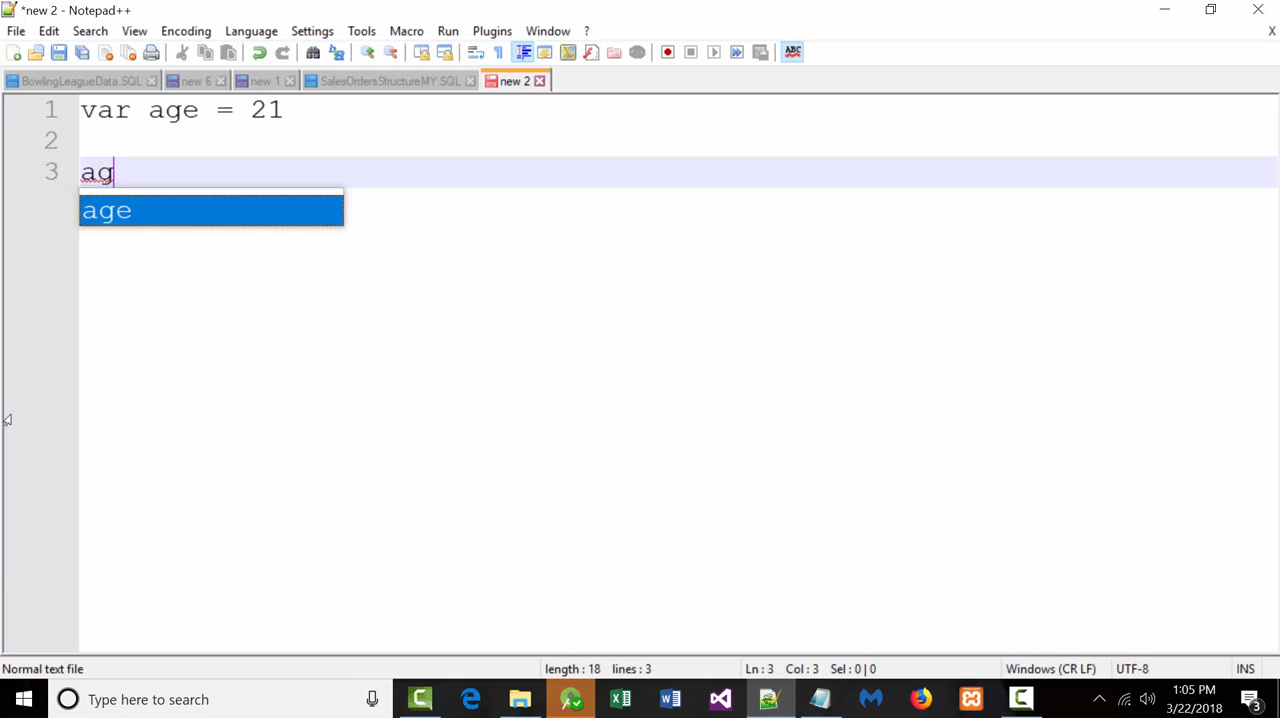 *new 2 - Notepad++
File Edit Search View Encoding Language Settings Tools Macro Run Plugins Window ? X
ABC
BowlingLeagueData.SQL new 6 new 1 SalesOrdersStructureMY.SQL new 2
1 var age = 21
2
3 ag
age
Normal text file length : 18 lines : 3 Ln : 3 Col : 3 Sel : 0 | 0 Windows (CR LF) UTF-8 INS
Type here to search
1:05 PM
3/22/2018
3